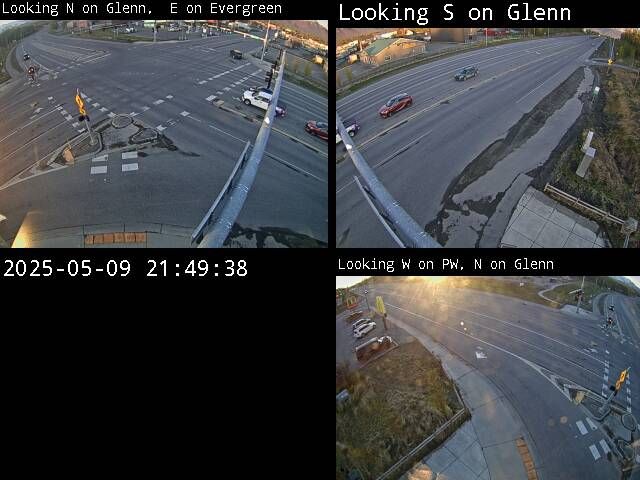 Looking N on Glenn,  E on Evergreen
Looking S on Glenn
2025-05-09 21:49:38
Looking W on PW, N on Glenn